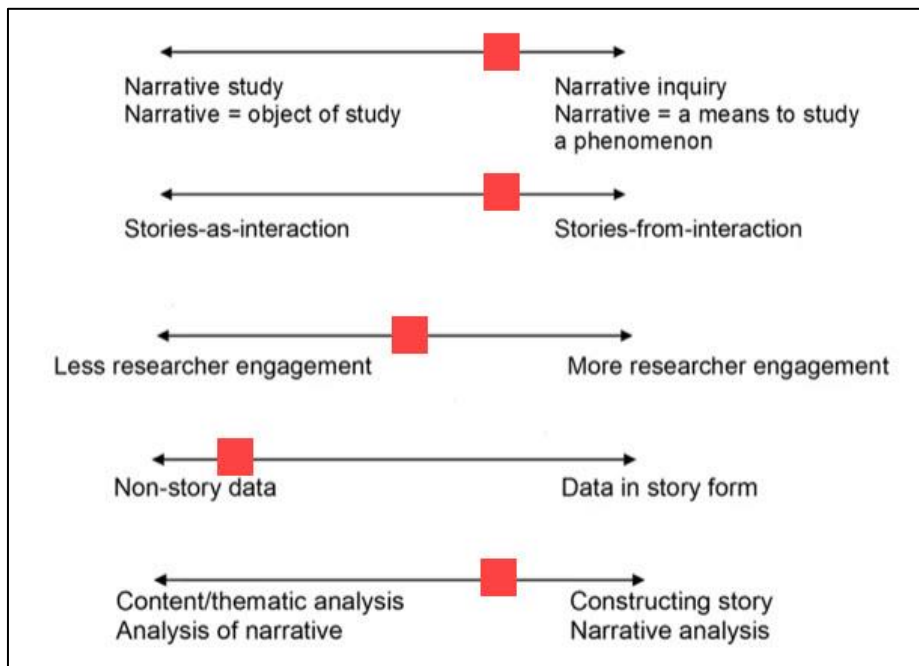 Narrative study
Narrative = object of study
Narrative inquiry
Narrative = a means to study
a phenomenon
Stories-as-interaction
Stories-from-interaction
Less researcher engagement
More researcher engagement
Non-story data
Data in story form
Content/thematic analysis
Analysis of narrative
Constructing story
Narrative analysis